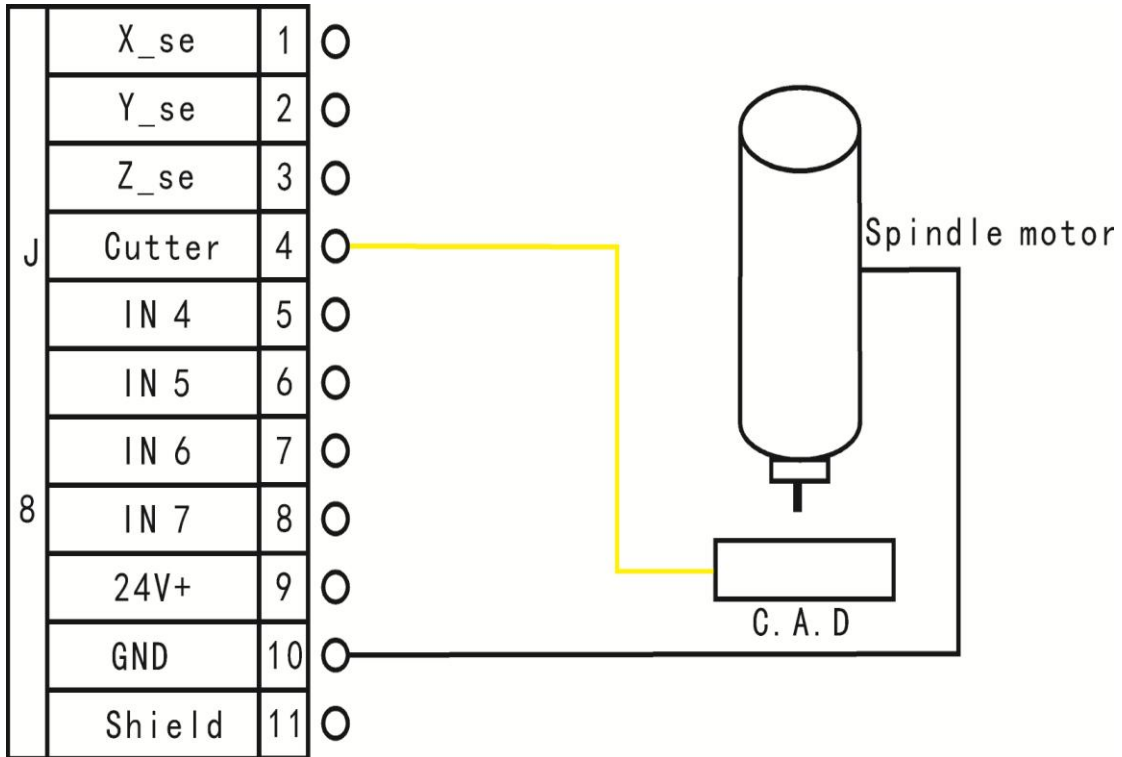 X_se 1
Y_se 2
Z_se 3
J Cutter 4
Spindle motor
IN 4 5
IN 5 6
IN 6 7
8 IN 7 8
24V+ 9
C.A.D
GND 10
Shield 11